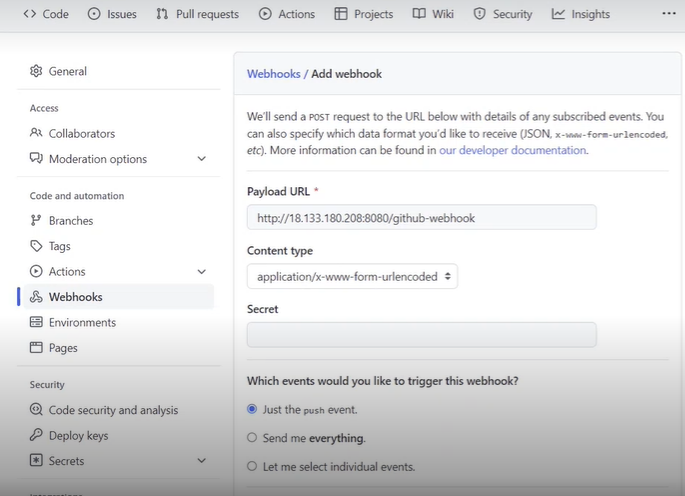 Code Issues Pull requests Actions Projects Wiki Security Insights
General
Access
Collaborators
Moderation options
Code and automation
Branches
Tags
Actions
Webhooks
Environments
Pages
Security
Code security and analysis
Deploy keys
Secrets
Webhooks / Add webhook
We'll send a POST request to the URL below with details of any subscribed events. You
can also specify which data format you'd like to receive (JSON, x-www-form-urlencoded,
etc). More information can be found in our developer documentation.
Payload URL *
http://18.133.180.208:8080/github-webhook
Content type
application/x-www-form-urlencoded
Secret
Which events would you like to trigger this webhook?
Just the push event.
Send me everything.
Let me select individual events.